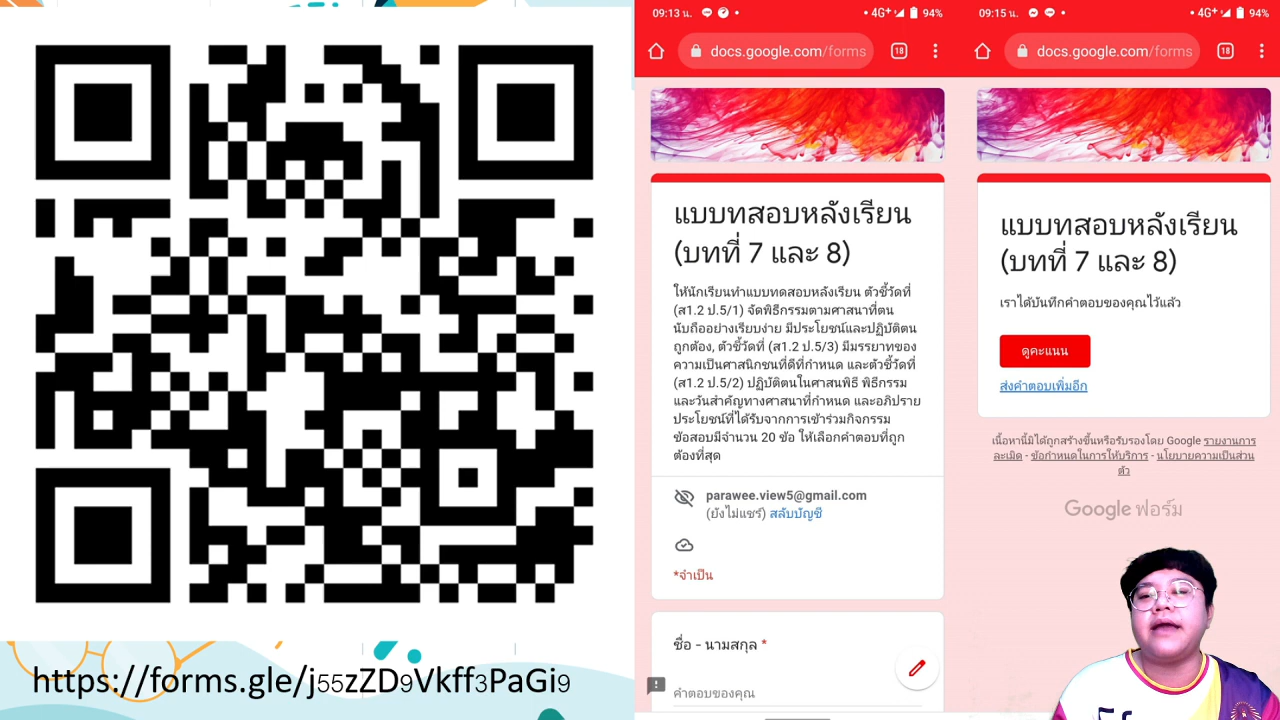 https://forms.gle/j55zZD9Vkff3PaGi9
09:13 น.
4G+
94%
docs.google.com/forms
18
แบบทสอบหลังเรียน
(บทที่ 7 และ 8)
ให้นักเรียนทำแบบทดสอบหลังเรียน ตัวชี้วัดที่
(ส1.2 ป.5/1) จัดพิธีกรรมตามศาสนาที่ตน
นับถืออย่างเรียบง่าย มีประโยชน์และปฏิบัติตน
ถูกต้อง, ตัวชี้วัดที่ (ส1.2 ป.5/3) มีมรรยาทของ
ความเป็นศาสนิกชนที่ดีที่กำหนด และตัวชี้วัดที่
(ส1.2 ป.5/2) ปฏิบัติตนในศาสนพิธี พิธีกรรม
และวันสำคัญทางศาสนาที่กำหนด และอภิปราย
ประโยชน์ที่ได้รับจากการเข้าร่วมกิจกรรม
ข้อสอบมีจำนวน 20 ข้อ ให้เลือกคำตอบที่ถูก
ต้องที่สุด
parawee.view5@gmail.com
(ยังไม่แชร์) สลับบัญชี
*จำเป็น
ชื่อ - นามสกุล *
คำตอบของคุณ
09:15 น.
4G+
94%
docs.google.com/forms
18
แบบทสอบหลังเรียน
(บทที่ 7 และ 8)
เราได้บันทึกคำตอบของคุณไว้แล้ว
ดูคะแนน
ส่งคำตอบเพิ่มอีก
เนื้อหานี้มิได้ถูกสร้างขึ้นหรือรับรองโดย Google รายงานการ
ละเมิด - ข้อกำหนดในการให้บริการ - นโยบายความเป็นส่วน
ตัว
Google ฟอร์ม